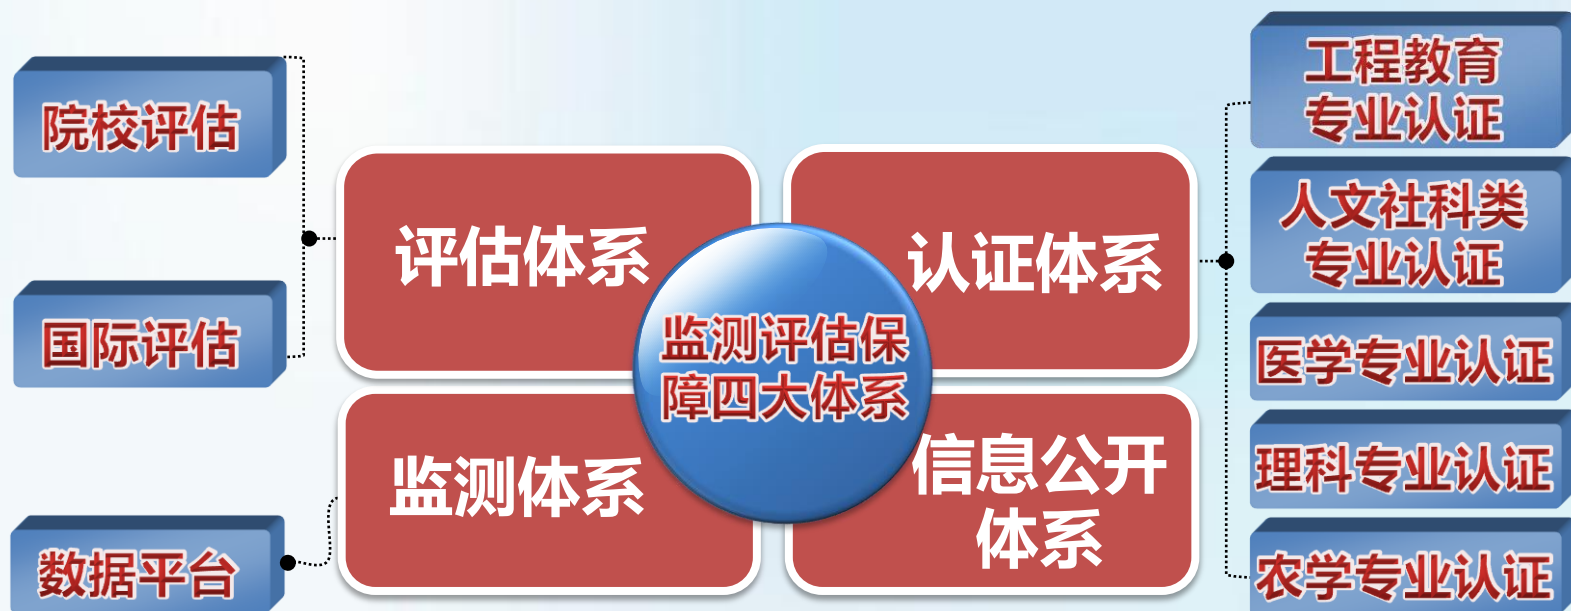 院校评估
国际评估
数据平台
评估体系
认证体系
监测评估保
障四大体系
监测体系
信息公开
体系
工程教育
专业认证
人文社科类
专业认证
医学专业认证
理科专业认证
农学专业认证